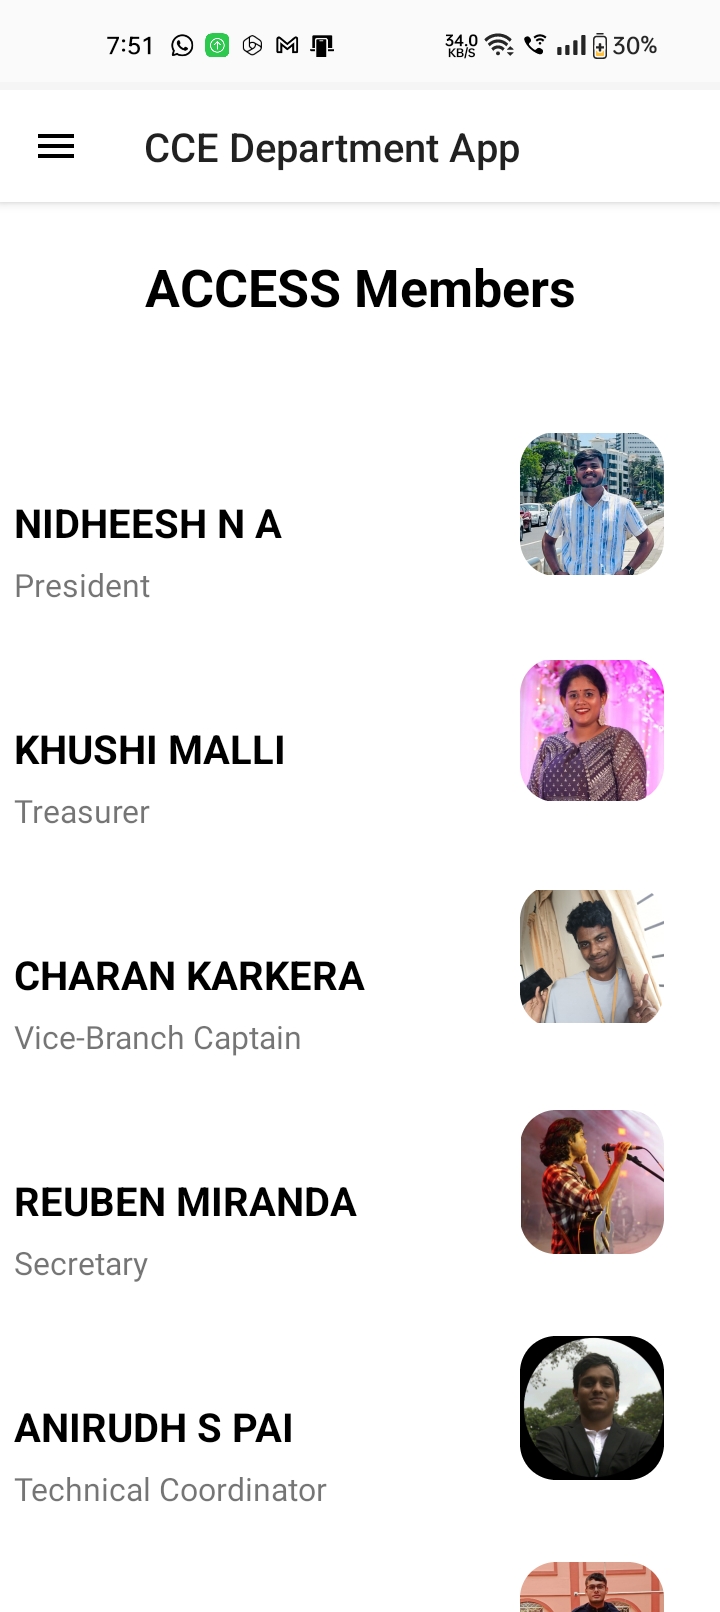 7:51
34.0
KB/S
30%
CCE Department App
ACCESS Members
NIDHEESH N A
President
KHUSHI MALLI
Treasurer
CHARAN KARKERA
Vice-Branch Captain
REUBEN MIRANDA
Secretary
ANIRUDH S PAI
Technical Coordinator